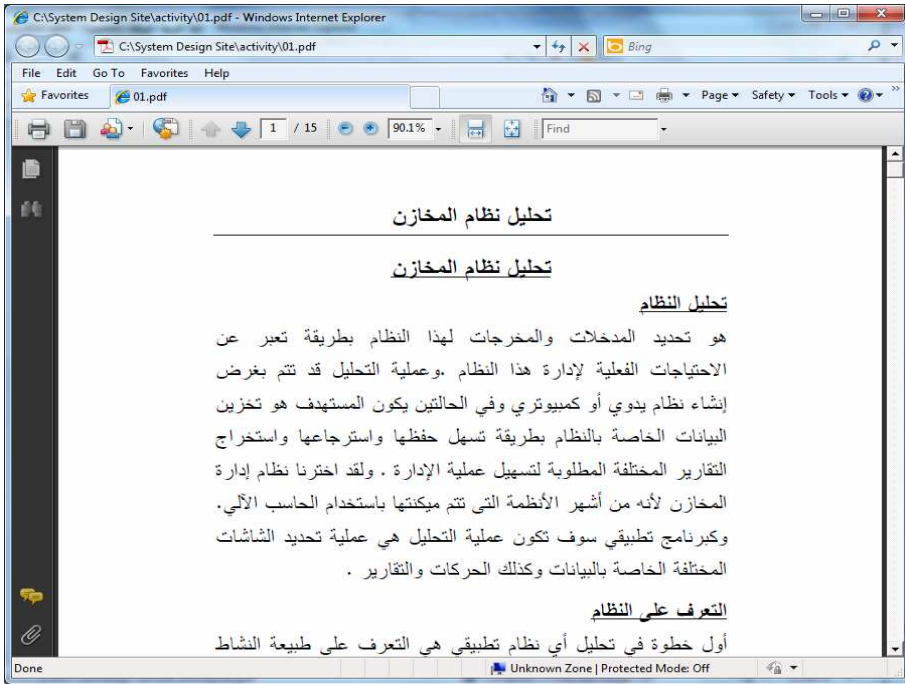 C:\System Design Site\activity\01.pdf - Windows Internet Explorer
C:\System Design Site\activity\01.pdf
Bing
File Edit Go To Favorites Help
Favorites 01.pdf Page Safety Tools
1 / 15 90.1% Find
تحليل نظام المخازن
تحليل نظام المخازن
تحليل النظام
هو تحديد المدخلات والمخرجات لهذا النظام بطريقة تعبر عن
الاحتياجات الفعلية لإدارة هذا النظام .وعملية التحليل قد تتم بغرض
إنشاء نظام يدوي أو كمبيوتري وفي الحالتين يكون المستهدف هو تخزين
البيانات الخاصة بالنظام بطريقة تسهل حفظها واسترجاعها واستخراج
التقارير المختلفة المطلوبة لتسهيل عملية الإدارة . ولقد اخترنا نظام إدارة
المخازن لأنه من أشهر الأنظمة التى تتم ميكنتها باستخدام الحاسب الآلي.
وكبرنامج تطبيقي سوف تكون عملية التحليل هي عملية تحديد الشاشات
المختلفة الخاصة بالبيانات وكذلك الحركات والتقارير .
التعرف على النظام
أول خطوة في تحليل أي نظام تطبيقي هي التعرف على طبيعة النشاط
Done Unknown Zone | Protected Mode: Off